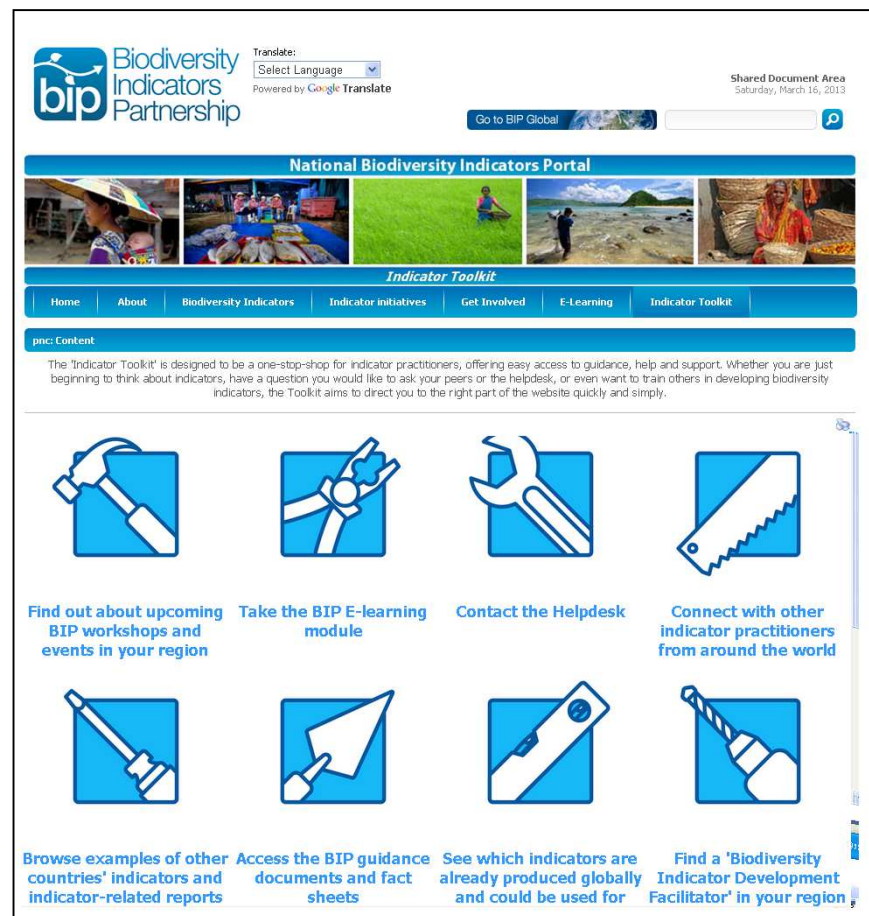 bip
Biodiversity
Indicators
Partnership
Translate:
Select Language
Powered by Google Translate
Shared Document Area
Saturday, March 16, 2013
Go to BIP Global
National Biodiversity Indicators Portal
Indicator Toolkit
Home About Biodiversity Indicators Indicator initiatives Get Involved E-Learning Indicator Toolkit
pnc: Content
The 'Indicator Toolkit' is designed to be a one-stop-shop for indicator practitioners, offering easy access to guidance, help and support. Whether you are just
beginning to think about indicators, have a question you would like to ask your peers or the helpdesk, or even want to train others in developing biodiversity
indicators, the Toolkit aims to direct you to the right part of the website quickly and simply.
Find out about upcoming
BIP workshops and
events in your region
Take the BIP E-learning
module
Contact the Helpdesk
Connect with other
indicator practitioners
from around the world
Browse examples of other
countries' indicators and
indicator-related reports
Access the BIP guidance
documents and fact
sheets
See which indicators are
already produced globally
and could be used for
Find a 'Biodiversity
Indicator Development
Facilitator' in your region